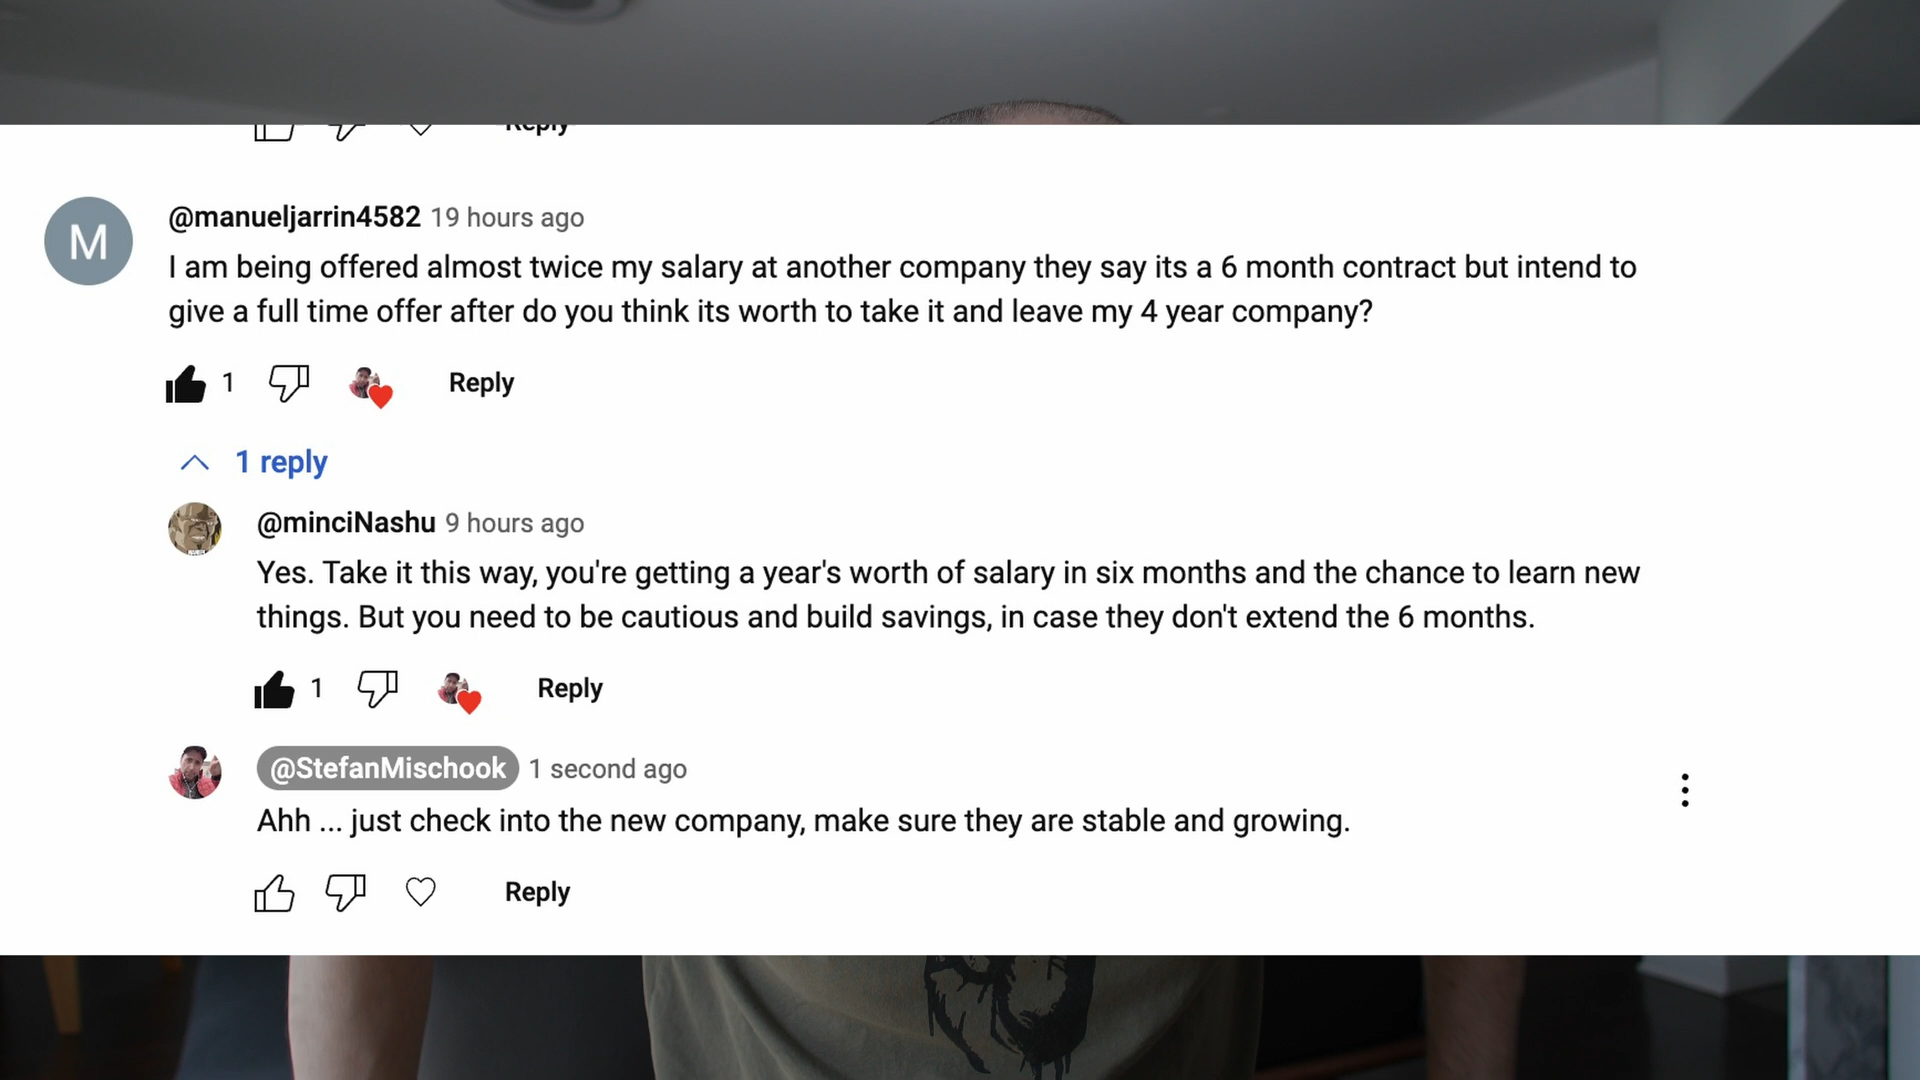 Reply
M
@manueljarrin4582 19 hours ago
I am being offered almost twice my salary at another company they say its a 6 month contract but intend to
give a full time offer after do you think its worth to take it and leave my 4 year company?
1 Reply
1 reply
@minciNashu 9 hours ago
Yes. Take it this way, you're getting a year's worth of salary in six months and the chance to learn new
things. But you need to be cautious and build savings, in case they don't extend the 6 months.
1 Reply
@StefanMischook 1 second ago
Ahh ... just check into the new company, make sure they are stable and growing.
Reply